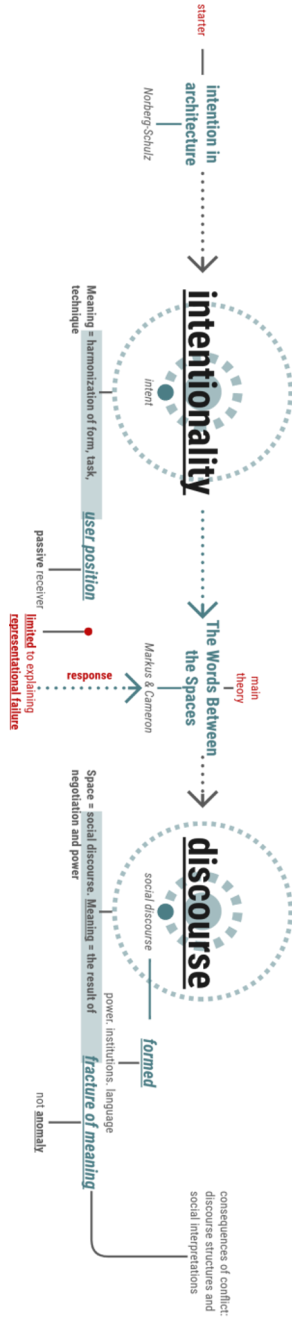 starter
intention in
architecture
Norberg-Schulz
intentionality
intent
Meaning = harmonization of form, task,
technique
user position
passive receiver
limited to explaining
representational failure
response
main
theory
The Words Between
the Spaces
Markus & Cameron
discourse
social discourse
Space = social discourse. Meaning = the result of
negotiation and power
formed
power. institutions. language
fracture of meaning
not anomaly
consequences of conflict:
discourse structures and
social interpretations